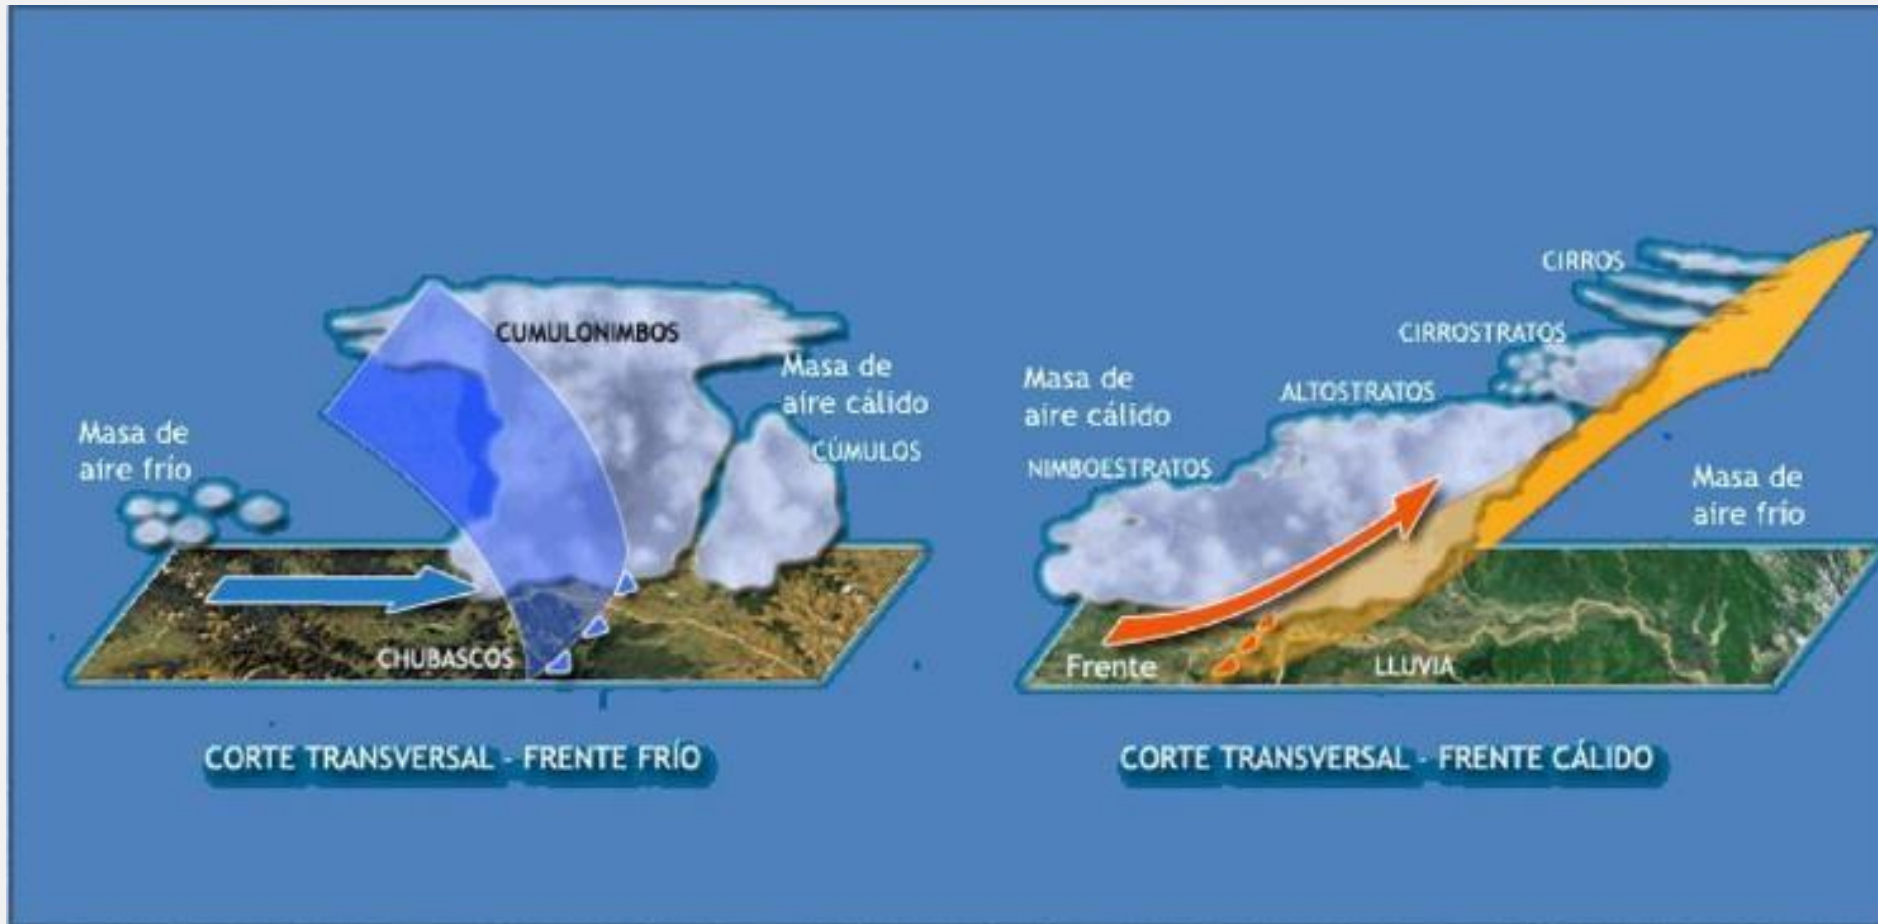 CUMULONIMBOS
Masa de
aire cálido
CÚMULOS
Masa de
aire frío
CHUBASCOS
CORTE TRANSVERSAL - FRENTE FRÍO
CIRROS
CIRROSTRATOS
ALTOSTRATOS
Masa de
aire cálido
NIMBOESTRATOS
Masa de
aire frío
Frente
LLUVIA
CORTE TRANSVERSAL - FRENTE CÁLIDO